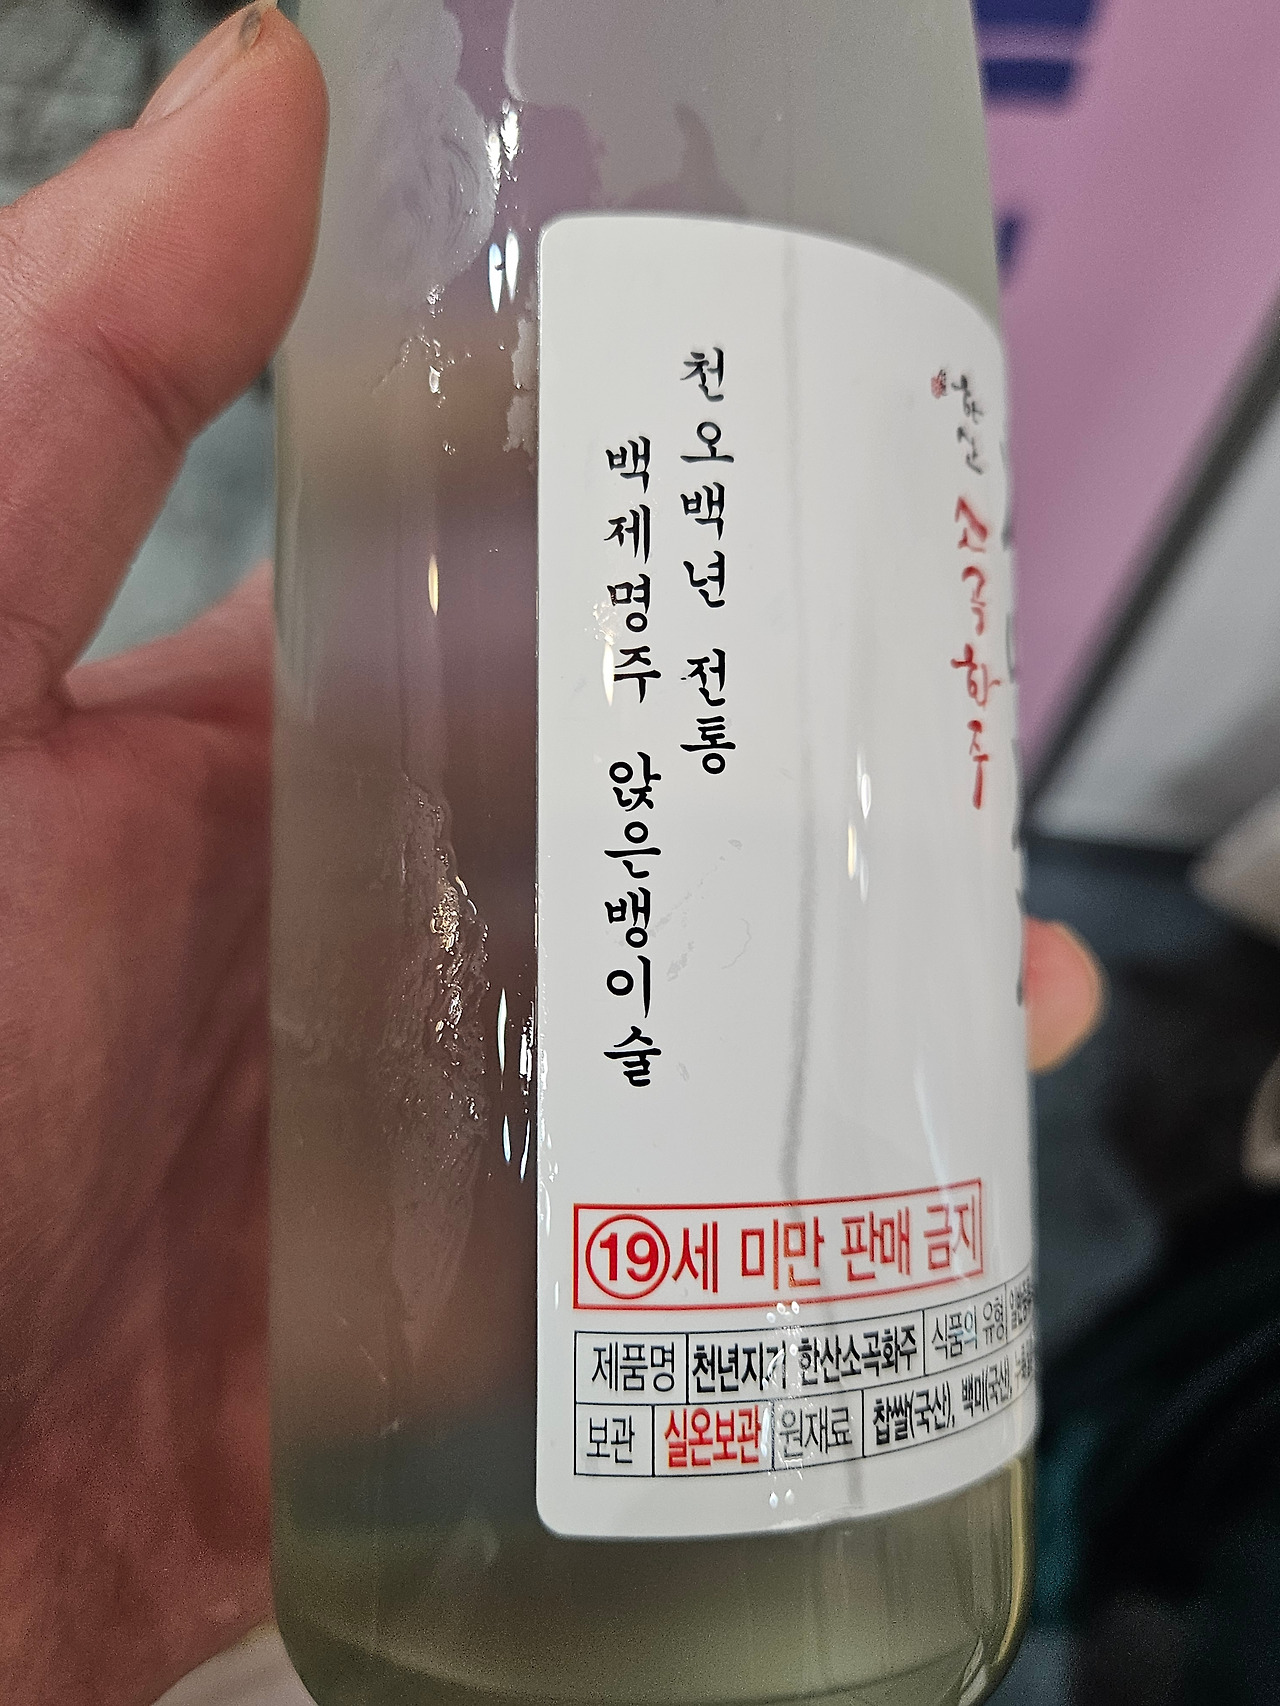 천오백년 전통
백제명주 앉은뱅이술
한산
소곡화주
19세 미만 판매 금지
제품명 천년지기 한산소곡화주 식품의 유형
보관 실온보관 원재료 찹쌀(국산), 백미(국산),